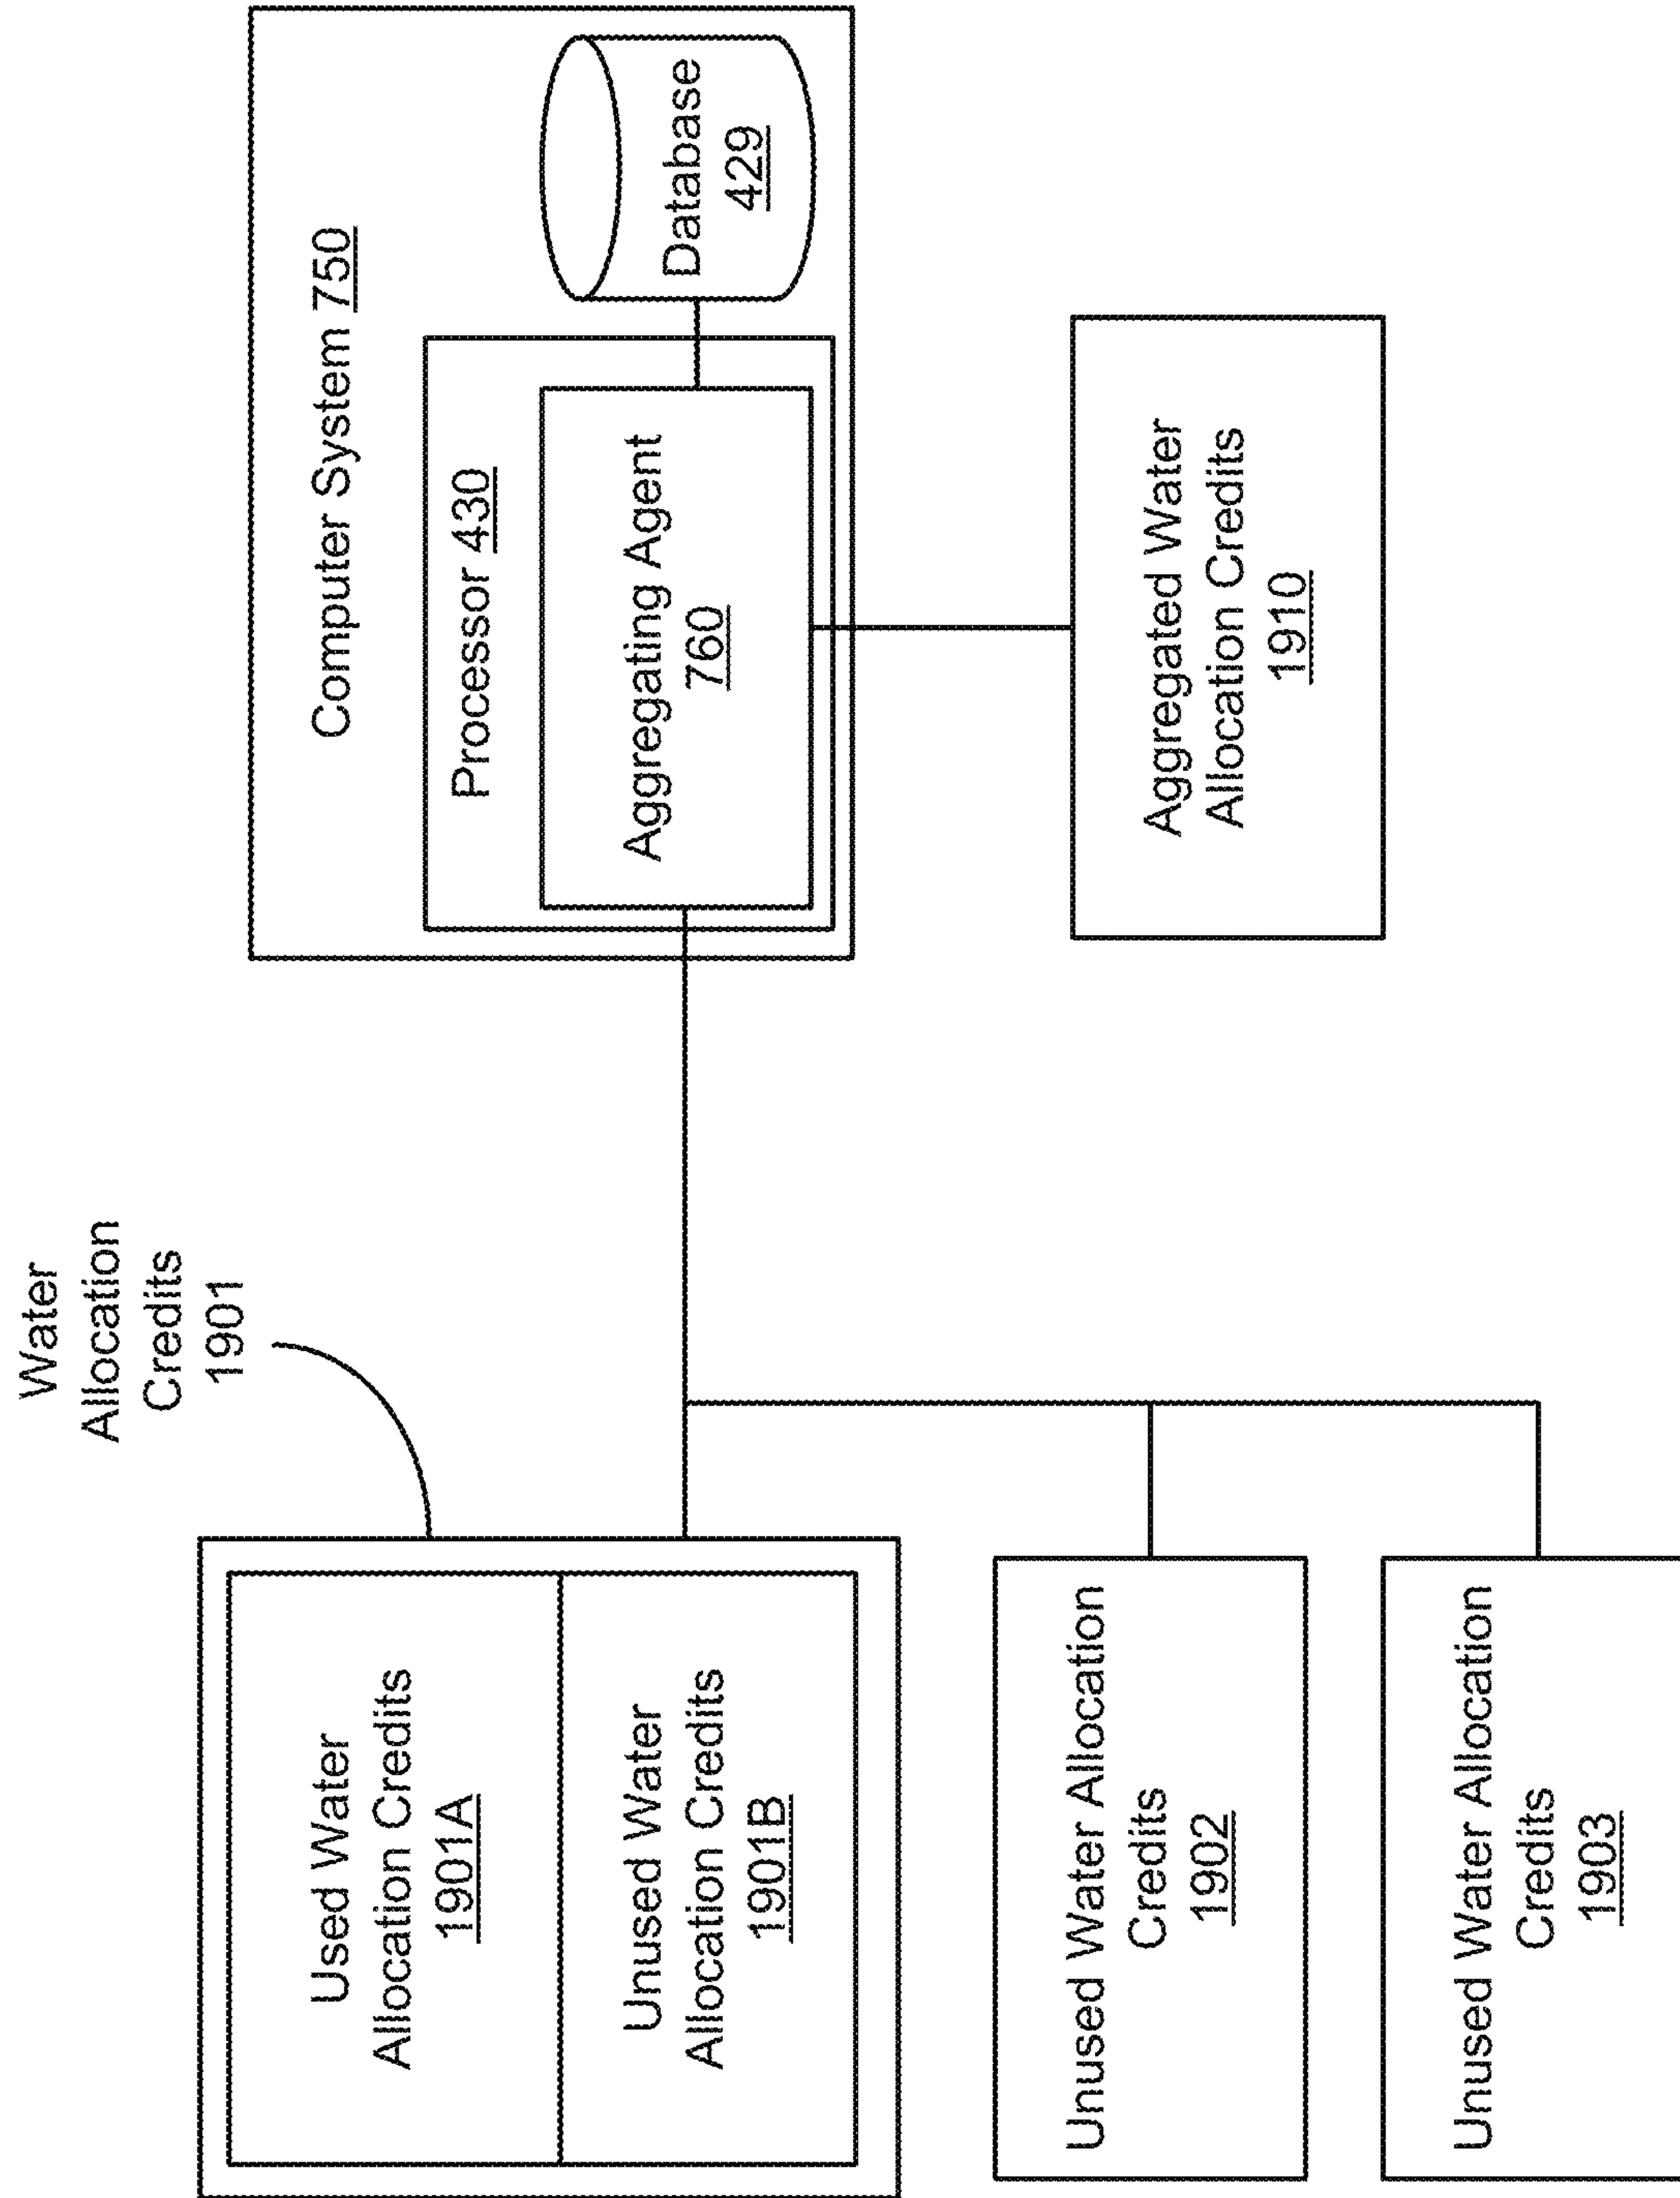 Water
Allocation
Credits
1901
Used Water
Allocation Credits
1901A
Unused Water
Allocation Credits
1901B
Unused Water Allocation
Credits
1902
Unused Water Allocation
Credits
1903
Computer System 750
Processor 430
Aggregating Agent
760
Database
429
Aggregated Water
Allocation Credits
1910